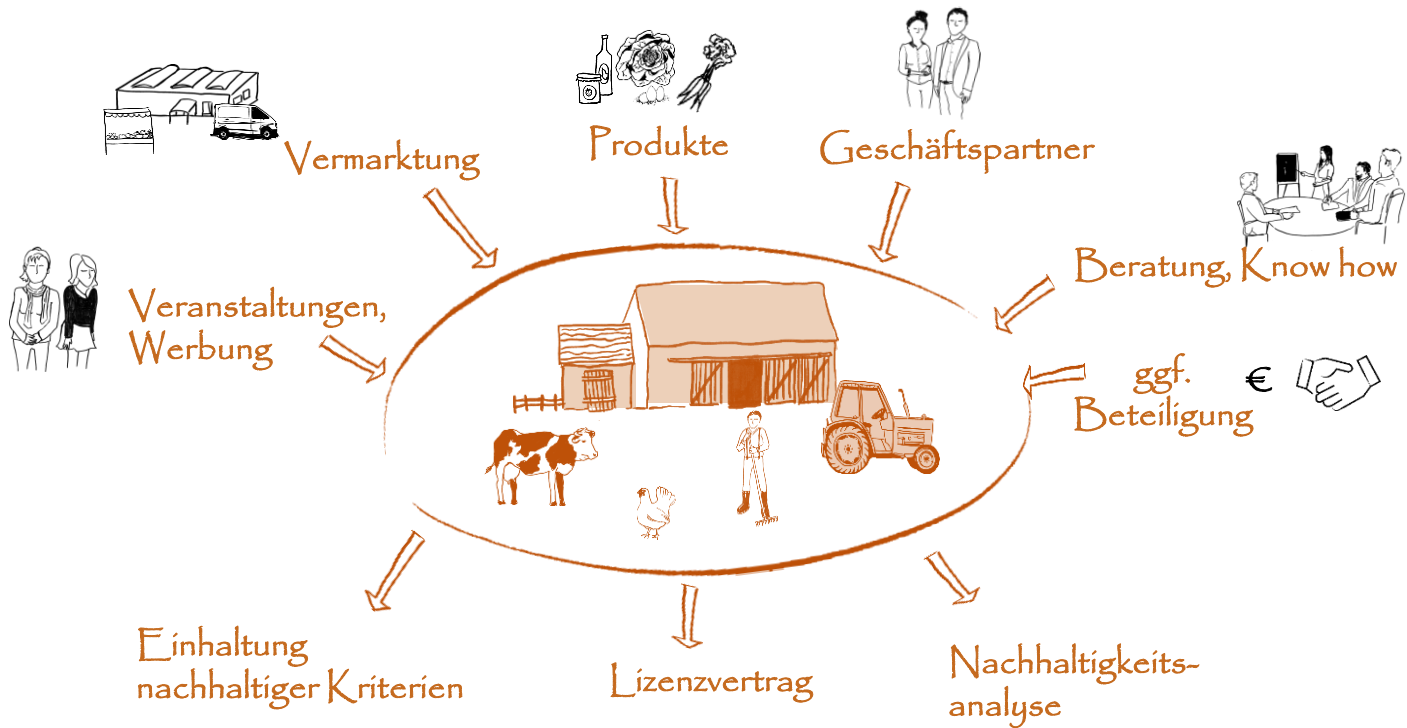 Produkte
Geschäftspartner
Vermarktung
Beratung, Know how
Veranstaltungen,
Werbung
ggf. €
Beteiligung
Einhaltung
nachhaltiger Kriterien
Lizenzvertrag
Nachhaltigkeits-
analyse